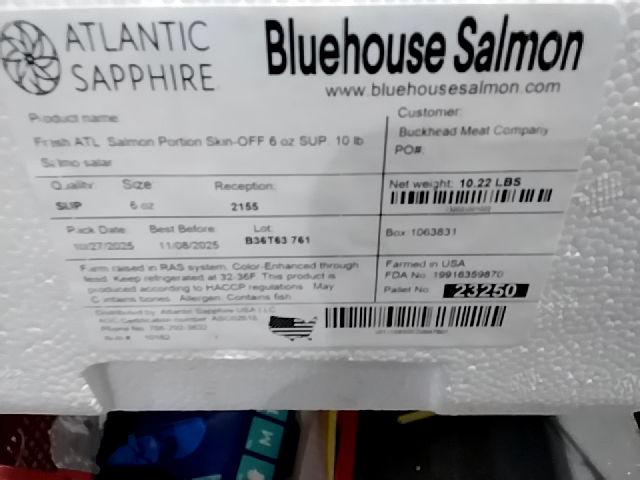 ATLANTIC
SAPPHIRE
Bluehouse Salmon
www.bluehousesalmon.com
Product name
Fresh ATL Salmon Portion Skin-OFF 6 oz SUP. 10 lb
Salmo salar
Customer:
Buckhead Meat Company
PO#:
Quality:
Size
Reception:
SUP
6 oz
2155
Net weight: 10.22 LBS
Pack Date:
Best Before:
Lot:
10/27/2025
11/08/2025
B36T63 761
Box: 1063831
Farm raised in RAS system. Color-Enhanced through
feed. Keep refrigerated at 32-36F. This product is
produced according to HACCP regulations. May
Contains bones. Allergen: Contains fish.
Farmed in USA
FDA No. 19916359870
Pallet No. 23250
Distributed by: Atlantic Sapphire USA LLC
Certification number
Phone No.
M